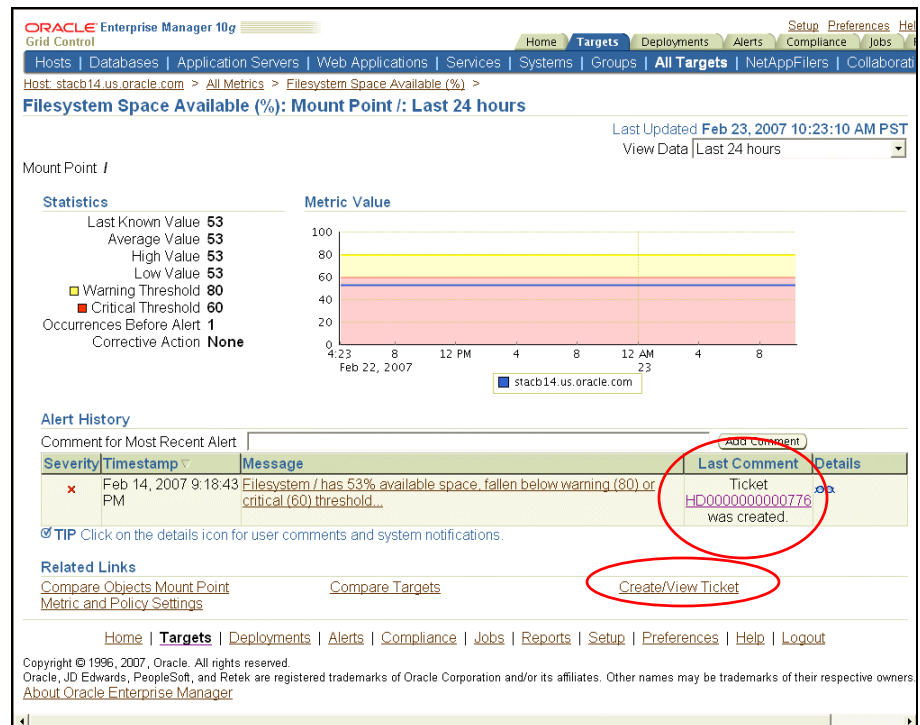 ORACLE Enterprise Manager 10g
Grid Control
Setup Preferences Hel
Home Targets Deployments Alerts Compliance Jobs
Hosts | Databases | Application Servers | Web Applications | Services | Systems | Groups | All Targets | NetAppFilers | Collaborati
Host: stacb14.us.oracle.com > All Metrics > Filesystem Space Available (%) >
Filesystem Space Available (%): Mount Point /: Last 24 hours
Last Updated Feb 23, 2007 10:23:10 AM PST
View Data Last 24 hours
Mount Point /
Statistics
Last Known Value 53
Average Value 53
High Value 53
Low Value 53
Warning Threshold 80
Critical Threshold 60
Occurrences Before Alert 1
Corrective Action None
Metric Value
100
80
60
40
20
0
4:23 8 12 PM 4 8 12 AM 4 8
Feb 22, 2007 23
stacb14.us.oracle.com
Alert History
Comment for Most Recent Alert Add Comment
Severity Timestamp Message Last Comment Details
Feb 14, 2007 9:18:43 Filesystem / has 53% available space, fallen below warning (80) or Ticket
PM critical (60) threshold... HD0000000000776
was created.
TIP Click on the details icon for user comments and system notifications.
Related Links
Compare Objects Mount Point Compare Targets Create/View Ticket
Metric and Policy Settings
Home | Targets | Deployments | Alerts | Compliance | Jobs | Reports | Setup | Preferences | Help | Logout
Copyright © 1996, 2007, Oracle. All rights reserved.
Oracle, JD Edwards, PeopleSoft, and Retek are registered trademarks of Oracle Corporation and/or its affiliates. Other names may be trademarks of their respective owners.
About Oracle Enterprise Manager